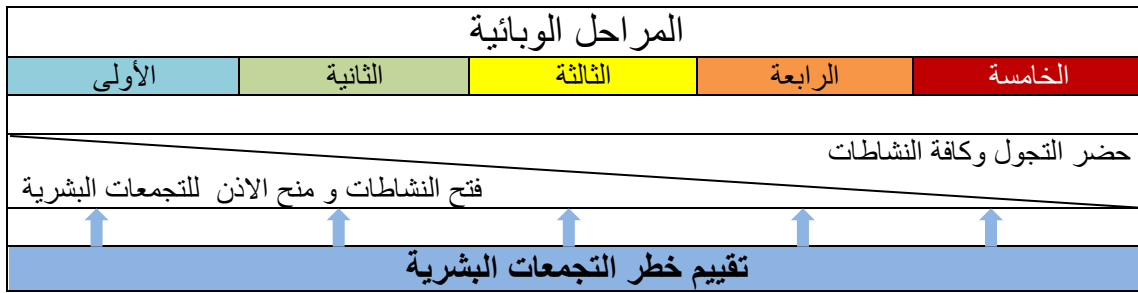 المراحل الوبائية
الخامسة الرابعة الثالثة الثانية الأولى
حضر التجول وكافة النشاطات
فتح النشاطات و منح الاذن للتجمعات البشرية
تقييم خطر التجمعات البشرية